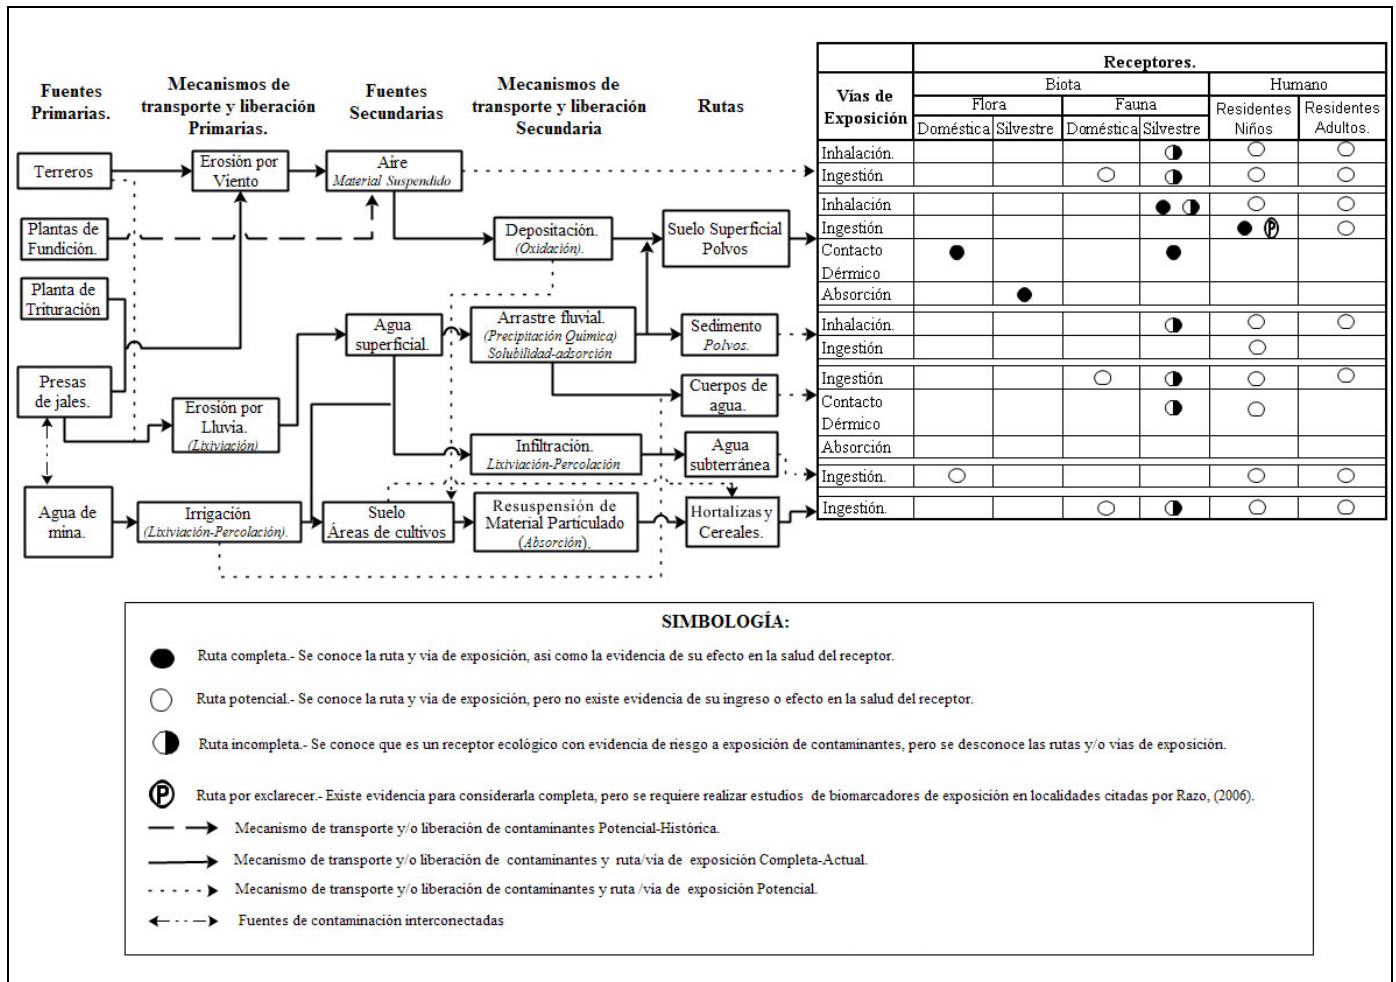 Fuentes
Primarias.
Mecanismos de
transporte y liberación
Primarias.
Fuentes
Secundarias
Mecanismos de
transporte y liberación
Secundaria
Rutas
Terreros
Plantas de
Fundición.
Planta de
Trituración
Presas
de jales.
Agua de
mina.
Erosión por
Viento
Erosión por
Lluvia.
(Lixiviación)
Irrigación
(Lixiviación-Percolación).
Aire
Material Suspendido
Agua
superficial.
Suelo
Áreas de cultivos
Depositación.
(Oxidación).
Arrastre fluvial.
(Precipitación Química)
Solubilidad-adsorción
Infiltración.
Lixiviación-Percolación
Resuspensión de
Material Partículado
(Absorción).
Suelo Superficial
Polvos
Sedimento
Polvos.
Cuerpos de
agua.
Agua
subterránea
Hortalizas y
Cereales.
Vías de
Exposición
Receptores.
Biota
Humano
Flora
Fauna
Residentes
Niños
Residentes
Adultos.
Doméstica
Silvestre
Doméstica
Silvestre
Inhalación.
Ingestión
Inhalación
Ingestión
Contacto
Dérmico
Absorción
Inhalación.
Ingestión
Ingestión
Contacto
Dérmico
Absorción
Ingestión.
Ingestión.
P
SIMBOLOGÍA:
Ruta completa.- Se conoce la ruta y vía de exposición, asi como la evidencia de su efecto en la salud del receptor.
Ruta potencial.- Se conoce la ruta y vía de exposición, pero no existe evidencia de su ingreso o efecto en la salud del receptor.
Ruta incompleta.- Se conoce que es un receptor ecológico con evidencia de riesgo a exposición de contaminantes, pero se desconoce las rutas y/o vías de exposición.
P Ruta por exclarecer.- Existe evidencia para considerarla completa, pero se requiere realizar estudios de biomarcadores de exposición en localidades citadas por Razo, (2006).
Mecanismo de transporte y/o liberación de contaminantes Potencial-Histórica.
Mecanismo de transporte y/o liberación de contaminantes y ruta/vía de exposición Completa-Actual.
Mecanismo de transporte y/o liberación de contaminantes y ruta /vía de exposición Potencial.
Fuentes de contaminación interconectadas